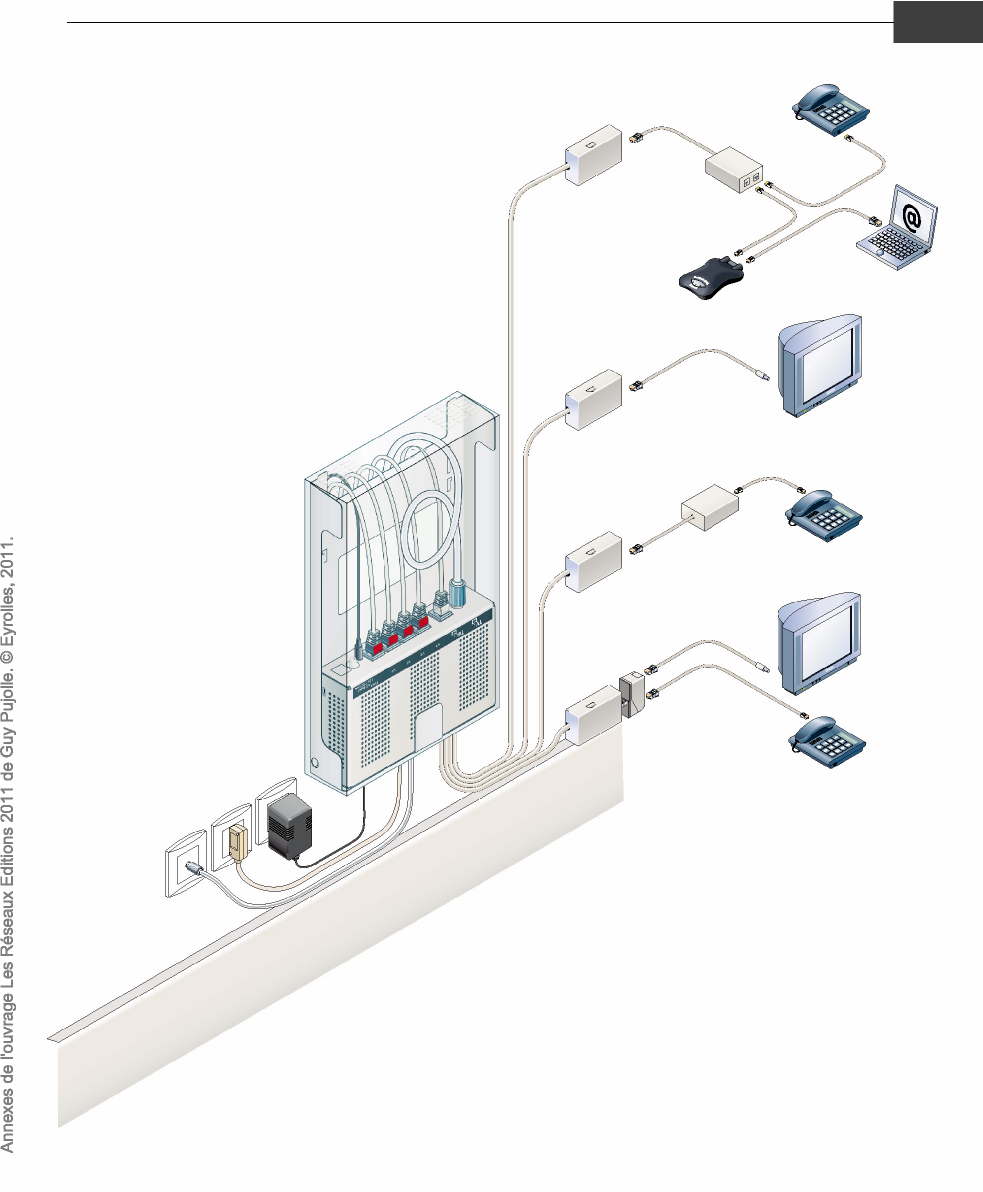 @
Annexes de l'ouvrage Les Réseaux Editions 2011 de Guy Pujolle. © Eyrolles, 2011.